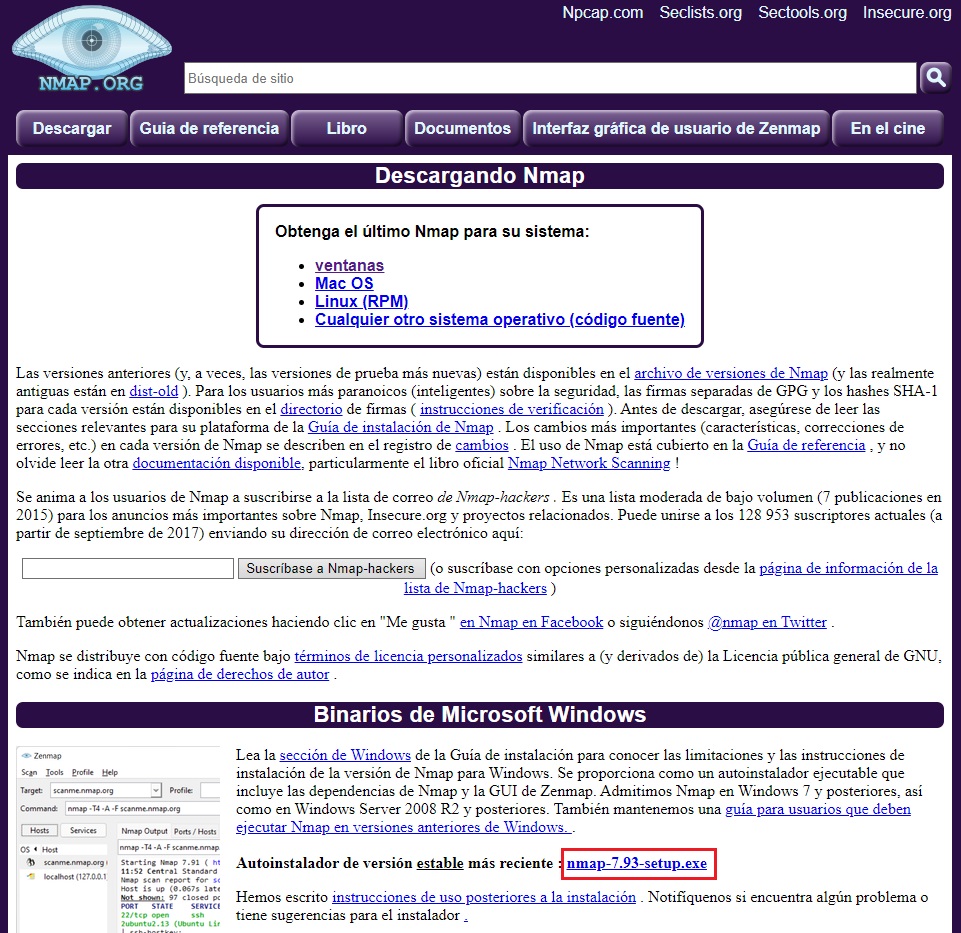 Npcap.com Seclists.org Sectools.org Insecure.org
NMAP.ORG
Búsqueda de sitio
Descargar Guia de referencia Libro Documentos Interfaz gráfica de usuario de Zenmap En el cine
Descargando Nmap
Obtenga el último Nmap para su sistema:
• ventanas
• Mac OS
• Linux (RPM)
• Cualquier otro sistema operativo (código fuente)
Las versiones anteriores (y, a veces, las versiones de prueba más nuevas) están disponibles en el archivo de versiones de Nmap (y las realmente
antiguas están en dist-old ). Para los usuarios más paranoicos (inteligentes) sobre la seguridad, las firmas separadas de GPG y los hashes SHA-1
para cada versión están disponibles en el directorio de firmas ( instrucciones de verificación ). Antes de descargar, asegúrese de leer las
secciones relevantes para su plataforma de la Guía de instalación de Nmap . Los cambios más importantes (características, correcciones de
errores, etc.) en cada versión de Nmap se describen en el registro de cambios . El uso de Nmap está cubierto en la Guía de referencia , y no
olvide leer la otra documentación disponible, particularmente el libro oficial Nmap Network Scanning !
Se anima a los usuarios de Nmap a suscribirse a la lista de correo de Nmap-hackers . Es una lista moderada de bajo volumen (7 publicaciones en
2015) para los anuncios más importantes sobre Nmap, Insecure.org y proyectos relacionados. Puede unirse a los 128 953 suscriptores actuales (a
partir de septiembre de 2017) enviando su dirección de correo electrónico aquí:
Suscríbase a Nmap-hackers (o suscríbase con opciones personalizadas desde la página de información de la
lista de Nmap-hackers )
También puede obtener actualizaciones haciendo clic en "Me gusta " en Nmap en Facebook o siguiéndonos @nmap en Twitter .
Nmap se distribuye con código fuente bajo términos de licencia personalizados similares a (y derivados de) la Licencia pública general de GNU,
como se indica en la página de derechos de autor .
Binarios de Microsoft Windows
Zenmap
Scan Tools Profile Help
Target: scanme.nmap.org Profile:
Command: nmap -T4 -A -F scanme.nmap.org
Hosts Services Nmap Output Ports / Hosts
OS Host nmap -T4 -A -F scanme.nmap.org
scanme.nmap.org (
localhost (127.0.0.1
Starting Nmap 7.91 ( ht
11:52 Central Standard
Nmap scan report for sc
Host is up (0.067s late
Not shown: 97 closed po
PORT STATE SERVICE
22/tcp open ssh
2ubuntu2.13 (Ubuntu Lin
| ssh-hostkey:
Lea la sección de Windows de la Guía de instalación para conocer las limitaciones y las instrucciones de
instalación de la versión de Nmap para Windows. Se proporciona como un autoinstalador ejecutable que
incluye las dependencias de Nmap y la GUI de Zenmap. Admitimos Nmap en Windows 7 y posteriores, así
como en Windows Server 2008 R2 y posteriores. También mantenemos una guía para usuarios que deben
ejecutar Nmap en versiones anteriores de Windows. .
Autoinstalador de versión estable más reciente : nmap-7.93-setup.exe
Hemos escrito instrucciones de uso posteriores a la instalación . Notifíquenos si encuentra algún problema o
tiene sugerencias para el instalador .